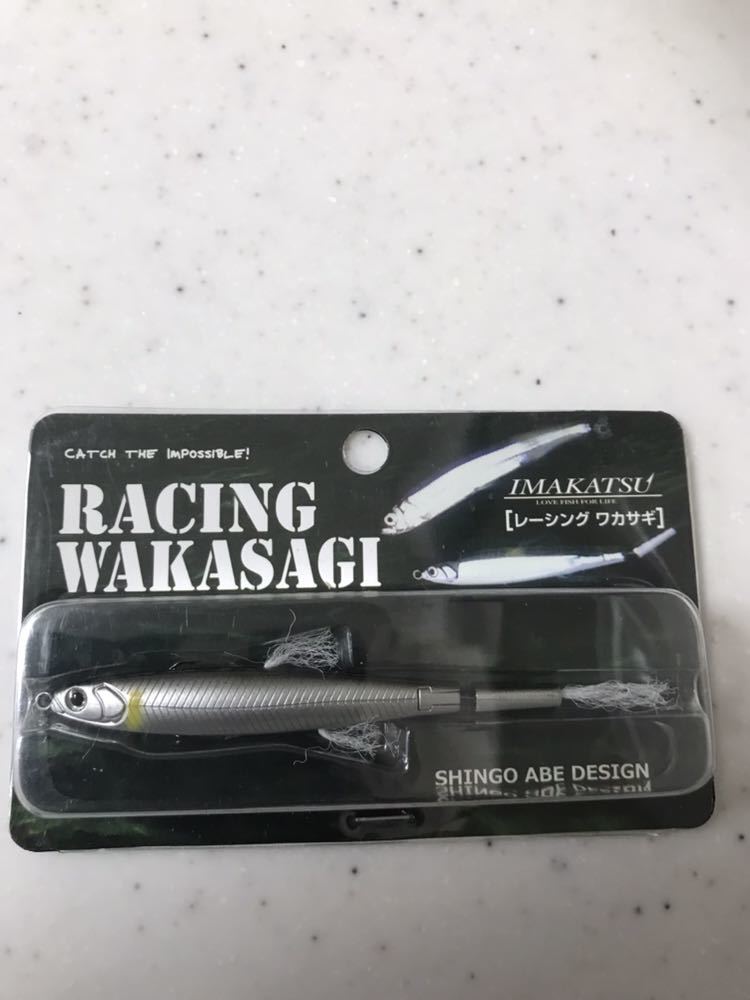 CATCH THE IMPOSSIBLE!
RACING
WAKASAGI
IMAKATSU
LOVE FISH FOR LIFE
[レーシング ワカサギ]
SHINGO ABE DESIGN